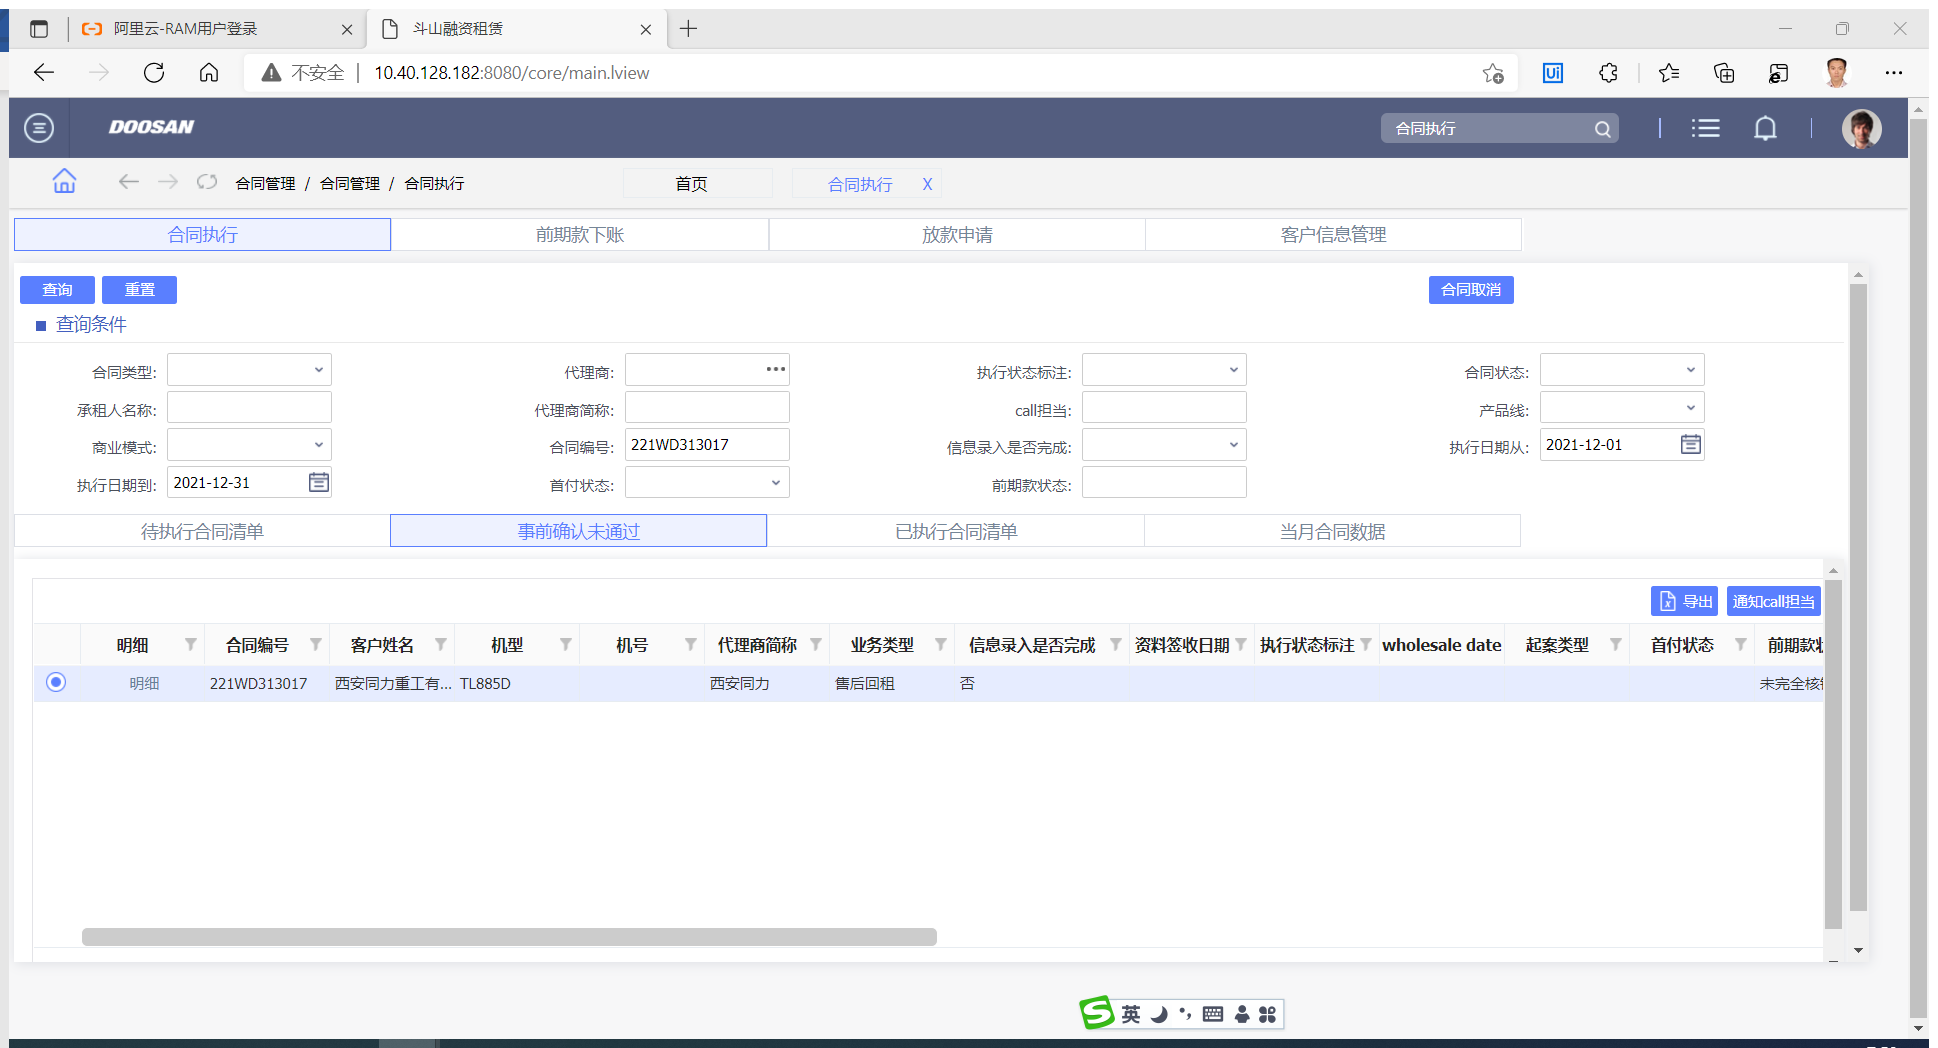 阿里云-RAM用户登录
斗山融资租赁
不安全 10.40.128.182:8080/core/main.lview
Ui
DOOSAN
合同执行
合同管理 / 合同管理 / 合同执行
首页
合同执行 X
合同执行 前期款下账 放款申请 客户信息管理
查询 重置 合同取消
查询条件
合同类型: 代理商: ••• 执行状态标注: 合同状态:
承租人名称: 代理商简称: call担当: 产品线:
商业模式: 合同编号: 221WD313017 信息录入是否完成: 执行日期从: 2021-12-01
执行日期到: 2021-12-31 首付状态: 前期款状态:
待执行合同清单 事前确认未通过 已执行合同清单 当月合同数据
导出 通知call担当
明细 合同编号 客户姓名 机型 机号 代理商简称 业务类型 信息录入是否完成 资料签收日期 执行状态标注 wholesale date 起案类型 首付状态 前期款
明细 221WD313017 西安同力重工有... TL885D 西安同力 售后回租 否 未完全核
英